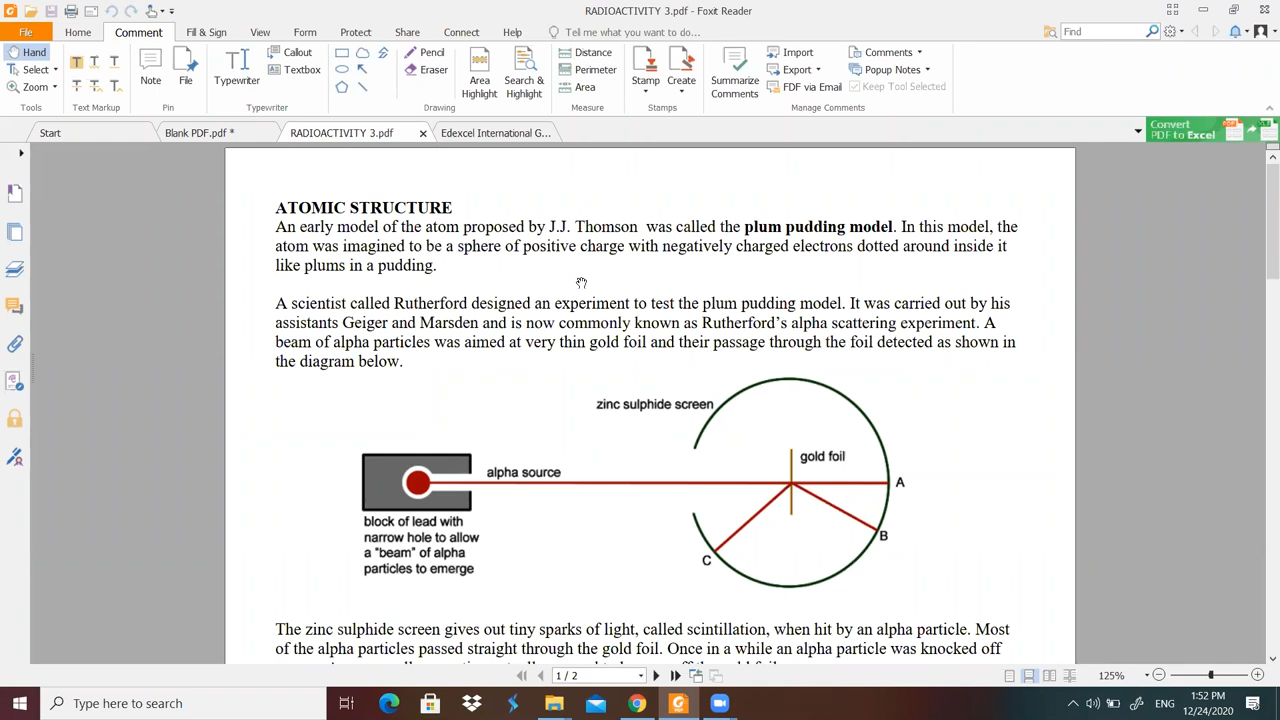 RADIOACTIVITY 3.pdf - Foxit Reader
File Home Comment Fill & Sign View Form Protect Share Connect Help Tell me what you want to do... Find
Hand Select Zoom Tools
T T T T T T Text Markup
Note File Pin
Typewriter Callout Textbox Typewriter
Pencil Eraser Drawing
Area Highlight Search & Highlight
Distance Perimeter Area Measure
Stamp Create Stamps
Summarize Comments Import Export FDF via Email Comments Popup Notes Keep Tool Selected Manage Comments
Start Blank PDF.pdf * RADIOACTIVITY 3.pdf Edexcel International G...
Convert
PDF to Excel
ATOMIC STRUCTURE
An early model of the atom proposed by J.J. Thomson was called the plum pudding model. In this model, the
atom was imagined to be a sphere of positive charge with negatively charged electrons dotted around inside it
like plums in a pudding.
A scientist called Rutherford designed an experiment to test the plum pudding model. It was carried out by his
assistants Geiger and Marsden and is now commonly known as Rutherford's alpha scattering experiment. A
beam of alpha particles was aimed at very thin gold foil and their passage through the foil detected as shown in
the diagram below.
zinc sulphide screen
gold foil
alpha source
A
B
C
block of lead with
narrow hole to allow
a "beam" of alpha
particles to emerge
The zinc sulphide screen gives out tiny sparks of light, called scintillation, when hit by an alpha particle. Most
of the alpha particles passed straight through the gold foil. Once in a while an alpha particle was knocked off
1 / 2
125%
Type here to search
ENG
1:52 PM
12/24/2020